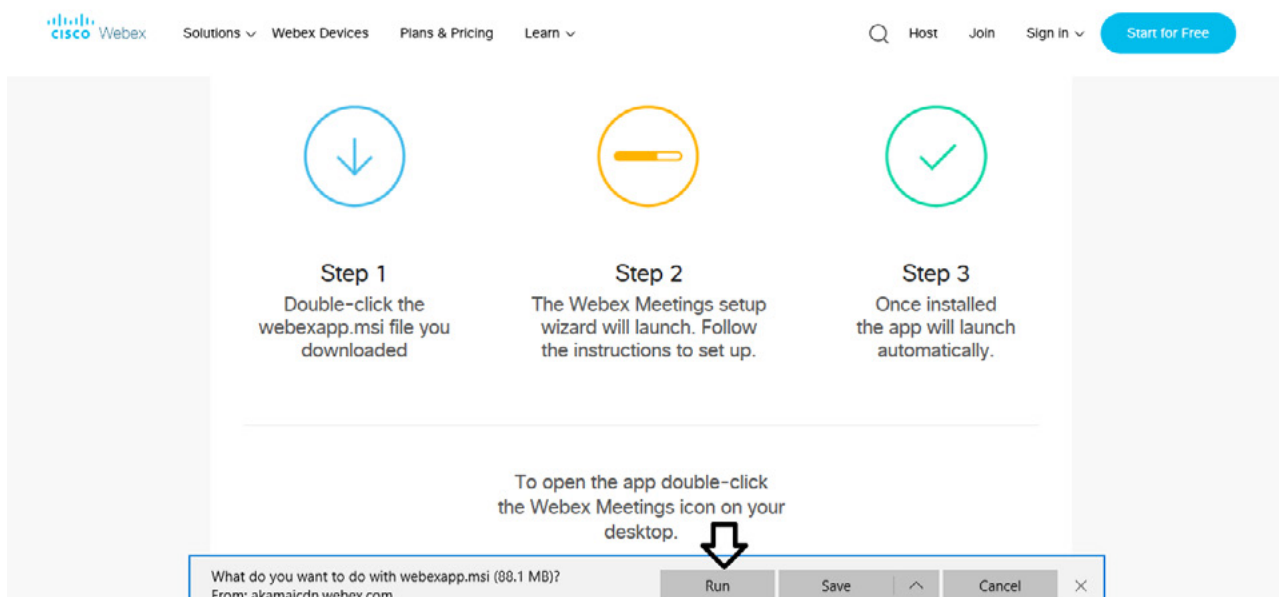 CISCO Webex Solutions Webex Devices Plans & Pricing Learn Host Join Sign in Start for Free
Step 1
Double-click the
webexapp.msi file you
downloaded
Step 2
The Webex Meetings setup
wizard will launch. Follow
the instructions to set up.
Step 3
Once installed
the app will launch
automatically.
To open the app double-click
the Webex Meetings icon on your
desktop.
What do you want to do with webexapp.msi (88.1 MB)?
From: akamaicdn.webex.com
Run Save Cancel